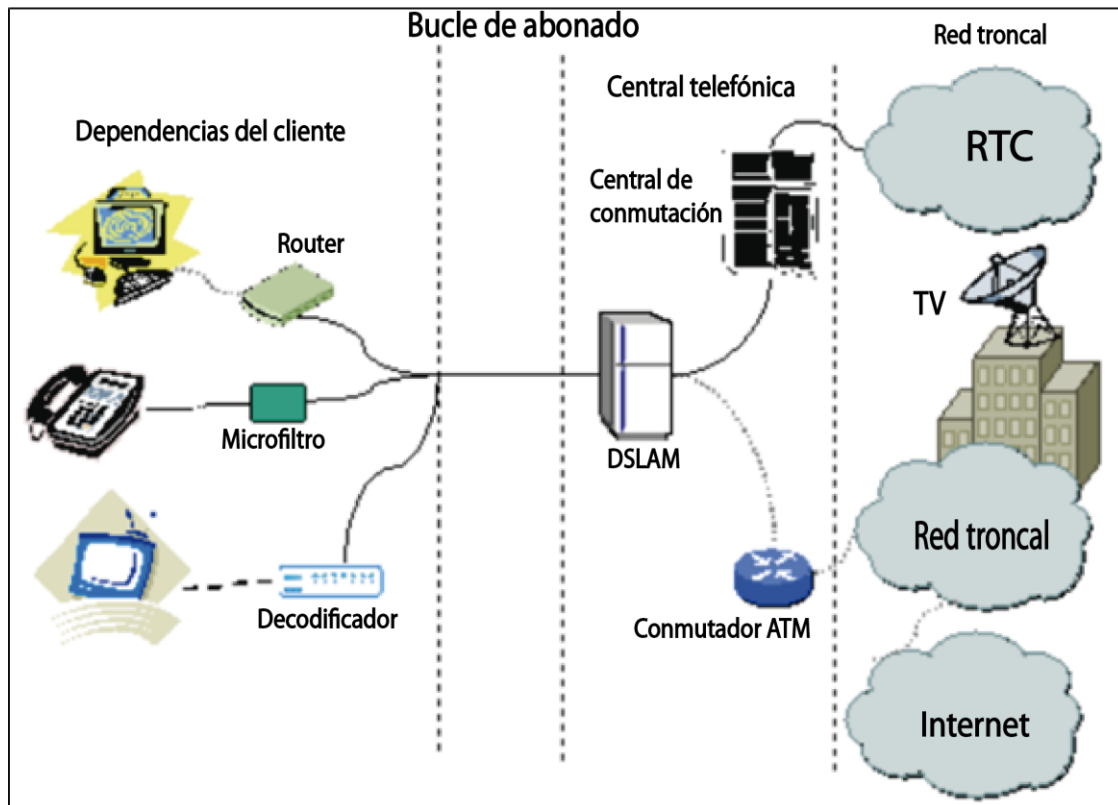 Bucle de abonado
Red troncal
Central telefónica
Dependencias del cliente
RTC
Central de
conmutación
Router
TV
Microfiltro
DSLAM
Red troncal
Decodificador
Conmutador ATM
Internet